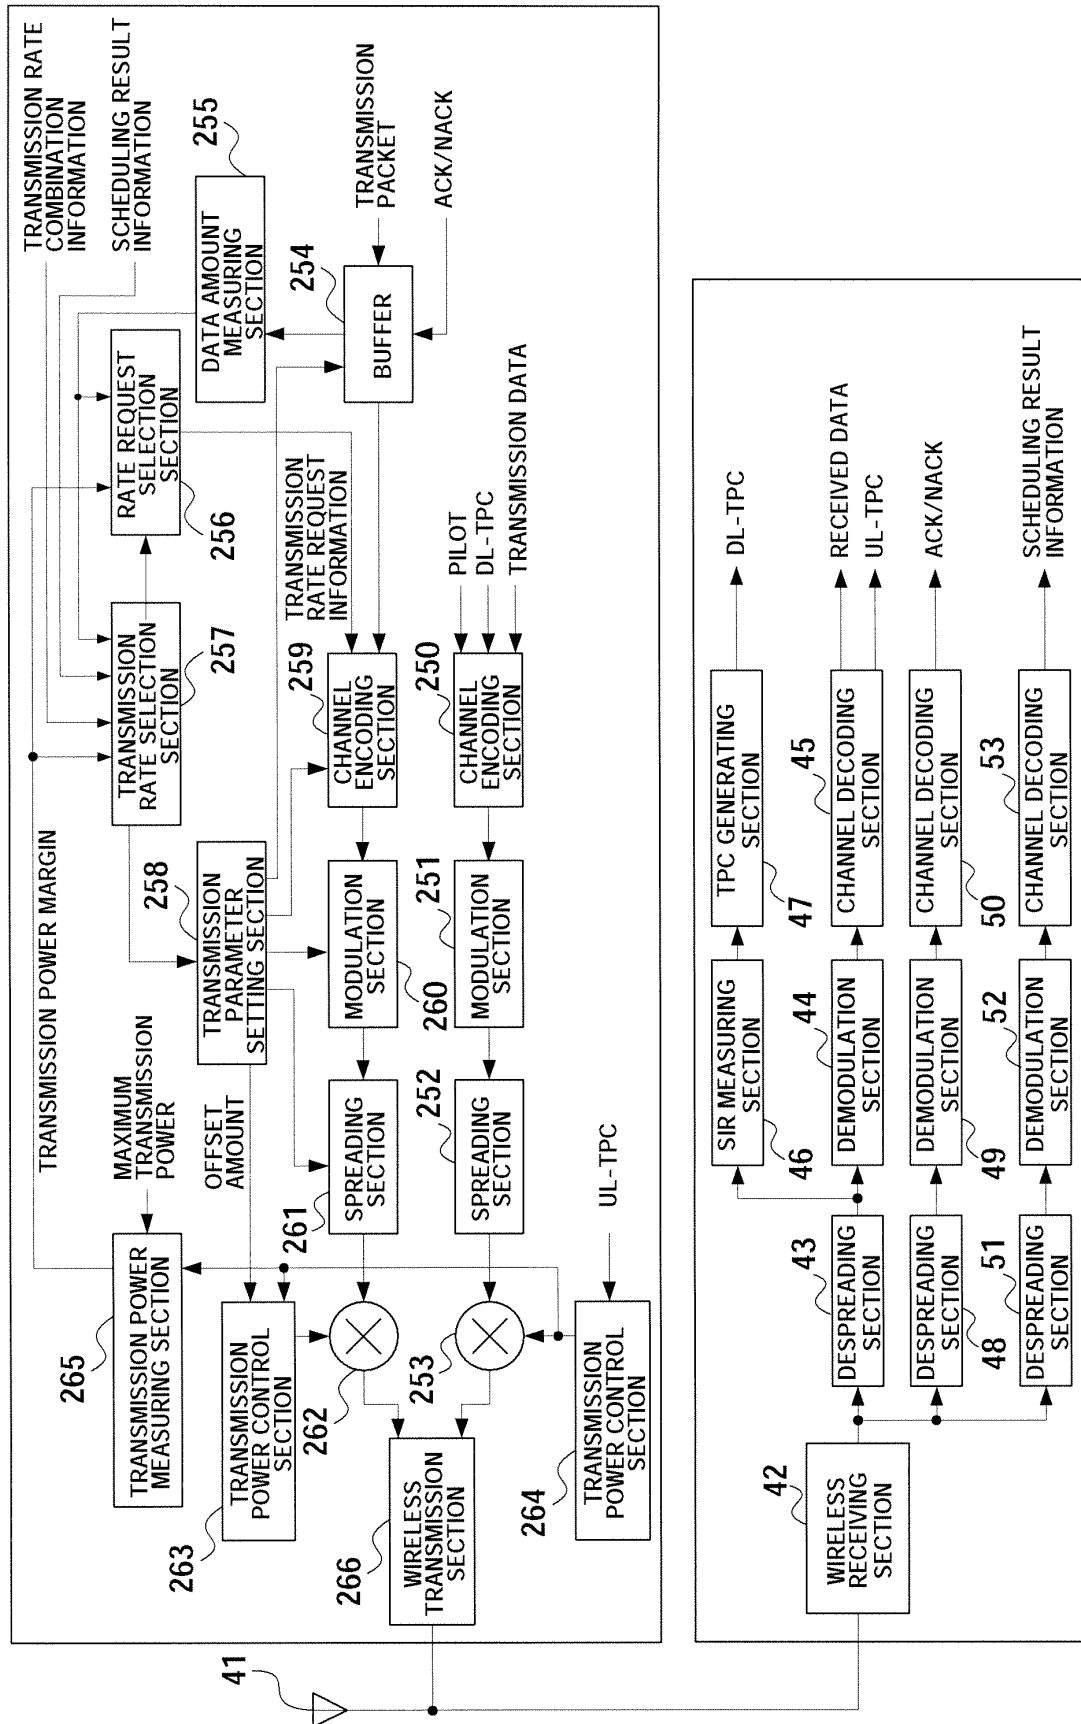 TRANSMISSION RATE
COMBINATION
INFORMATION
SCHEDULING RESULT
INFORMATION
255
DATA AMOUNT
MEASURING
SECTION
TRANSMISSION
PACKET
ACK/NACK
254
BUFFER
RATE REQUEST
SELECTION
SECTION
256
TRANSMISSION
RATE REQUEST
INFORMATION
PILOT
DL-TPC
TRANSMISSION DATA
TRANSMISSION
RATE SELECTION
SECTION
257
259
CHANNEL
ENCODING
SECTION
250
CHANNEL
ENCODING
SECTION
TRANSMISSION POWER MARGIN
258
TRANSMISSION
PARAMETER
SETTING SECTION
MODULATION
SECTION
260
251
MODULATION
SECTION
MAXIMUM
TRANSMISSION
POWER
OFFSET
AMOUNT
261
SPREADING
SECTION
252
SPREADING
SECTION
UL-TPC
265
TRANSMISSION POWER
MEASURING SECTION
263
TRANSMISSION
POWER CONTROL
SECTION
262
253
266
WIRELESS
TRANSMISSION
SECTION
264
TRANSMISSION
POWER CONTROL
SECTION
41
42
WIRELESS
RECEIVING
SECTION
43
DESPREADING
SECTION
DESPREADING
SECTION
48
51
DESPREADING
SECTION
SIR MEASURING
SECTION
46
44
DEMODULATION
SECTION
DEMODULATION
SECTION
49
52
DEMODULATION
SECTION
TPC GENERATING
SECTION
47
45
CHANNEL DECODING
SECTION
CHANNEL DECODING
SECTION
50
53
CHANNEL DECODING
SECTION
DL-TPC
RECEIVED DATA
UL-TPC
ACK/NACK
SCHEDULING RESULT
INFORMATION